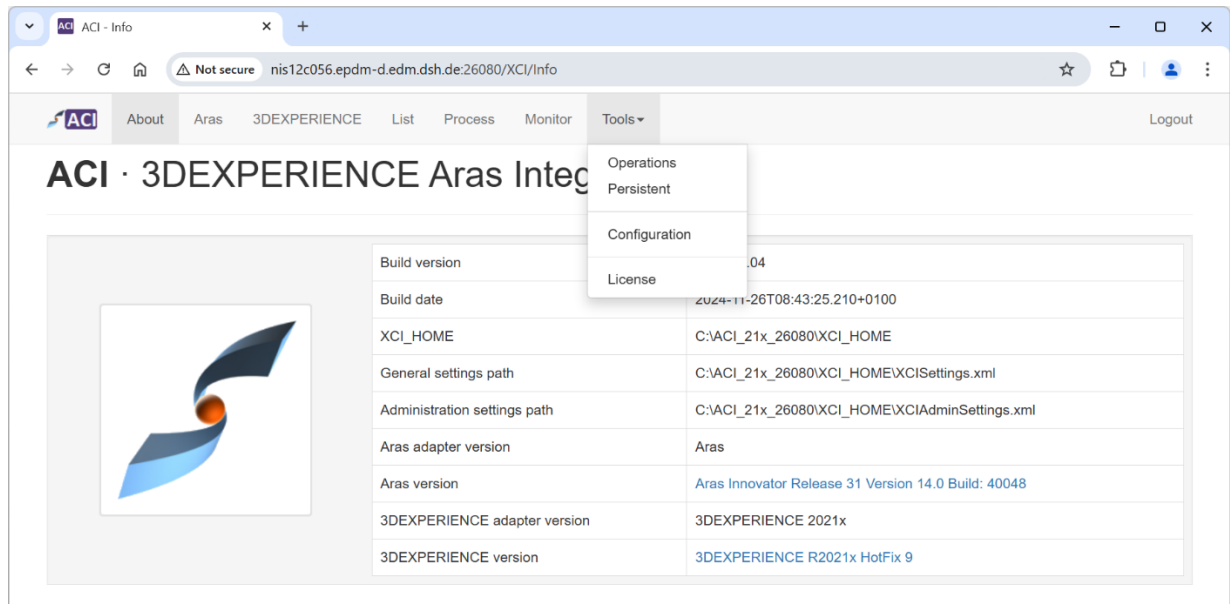 ACI ACI - Info
Not secure nis12c056.epdm-d.edm.dsh.de:26080/XCI/Info
ACI About Aras 3DEXPERIENCE List Process Monitor Tools Logout
Operations
Persistent
Configuration
License
ACI · 3DEXPERIENCE Aras
Build version .04
Build date 2024-11-26T08:43:25.210+0100
XCI_HOME C:\ACI_21x_26080\XCI_HOME
General settings path C:\ACI_21x_26080\XCI_HOME\XCISettings.xml
Administration settings path C:\ACI_21x_26080\XCI_HOME\XCIAdminSettings.xml
Aras adapter version Aras
Aras version Aras Innovator Release 31 Version 14.0 Build: 40048
3DEXPERIENCE adapter version 3DEXPERIENCE 2021x
3DEXPERIENCE version 3DEXPERIENCE R2021x HotFix 9